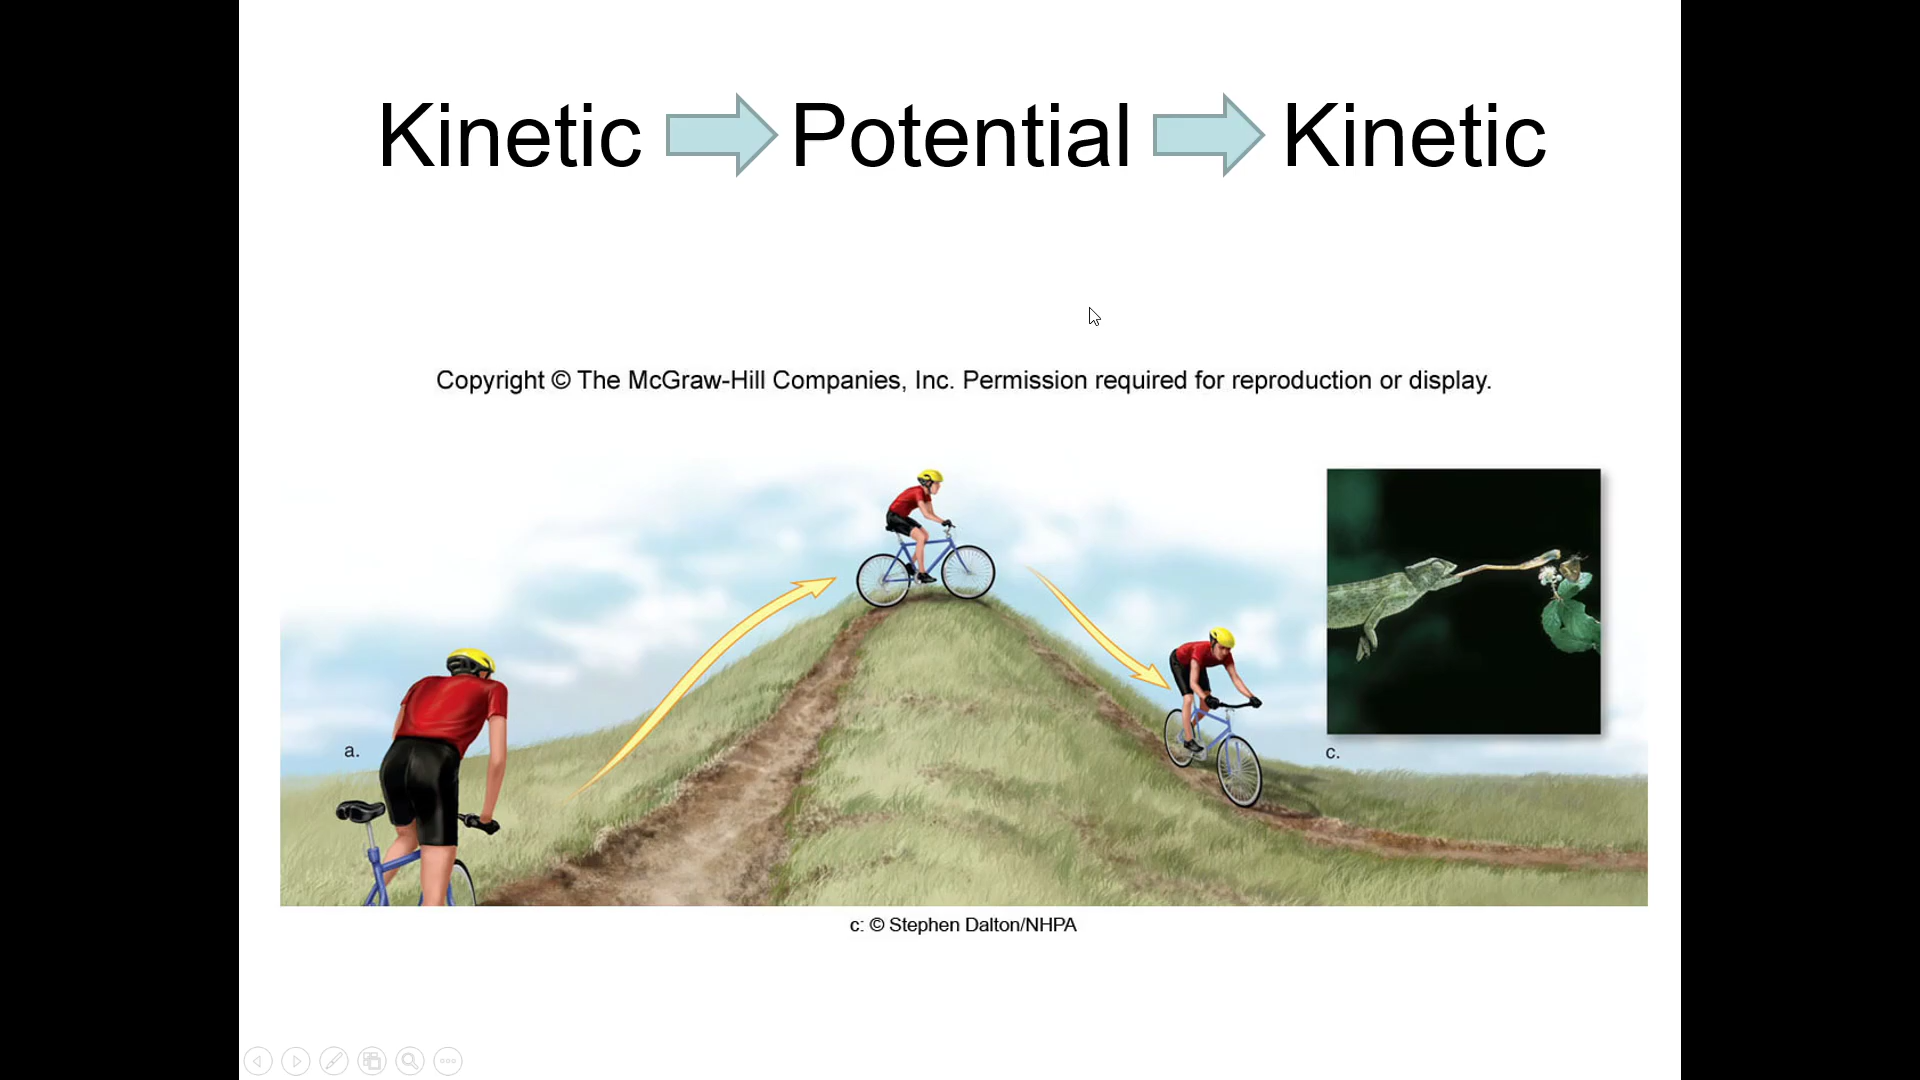 Kinetic Potential Kinetic
Copyright © The McGraw-Hill Companies, Inc. Permission required for reproduction or display.
a.
c.
c: © Stephen Dalton/NHPA